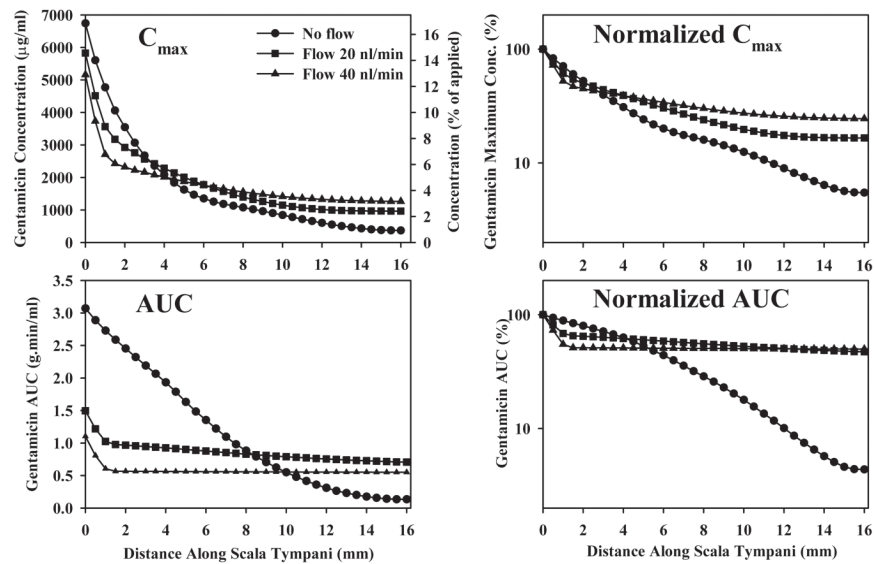 Cmax
No flow
Flow 20 nl/min
Flow 40 nl/min
Gentamicin Concentration (µg/ml)
7000
6000
5000
4000
3000
2000
1000
0
Concentration (% of applied)
16
14
12
10
8
6
4
2
0
0 2 4 6 8 10 12 14 16
Normalized Cmax
Gentamicin Maximum Conc. (%)
100
10
0 2 4 6 8 10 12 14 16
AUC
Gentamicin AUC (g.min/ml)
3.5
3.0
2.5
2.0
1.5
1.0
0.5
0.0
0 2 4 6 8 10 12 14 16
Distance Along Scala Tympani (mm)
Normalized AUC
Gentamicin AUC (%)
100
10
0 2 4 6 8 10 12 14 16
Distance Along Scala Tympani (mm)